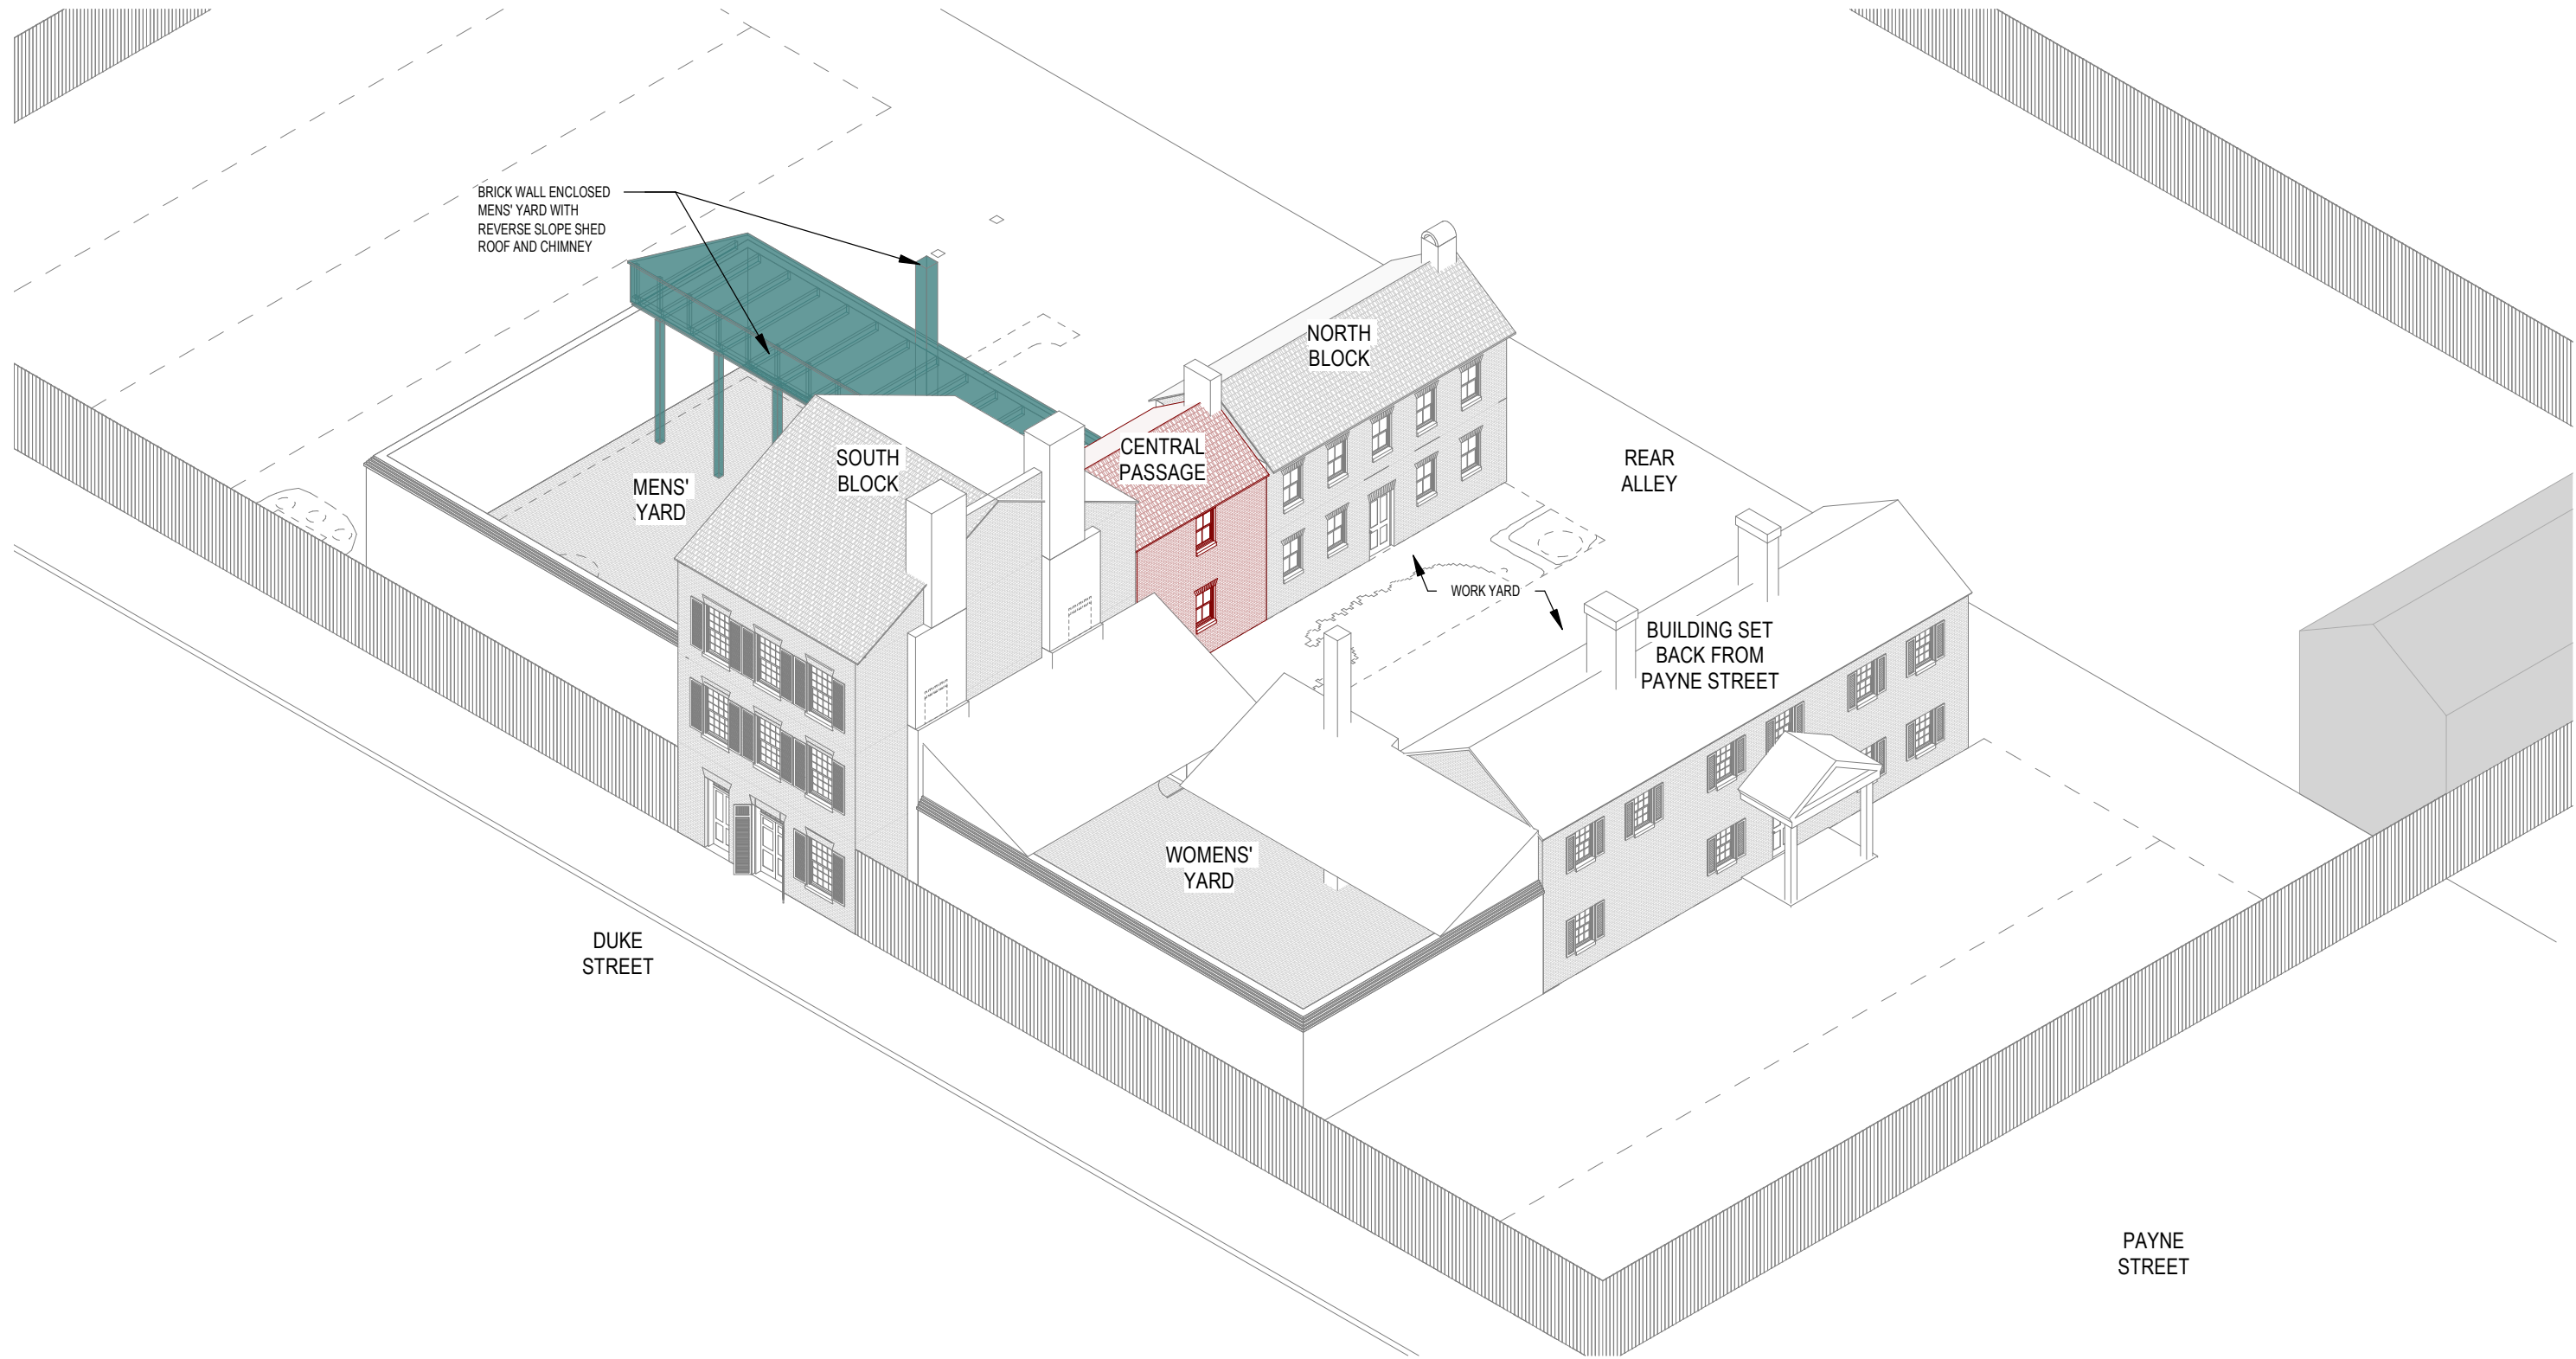 BRICK WALL ENCLOSED
MENS' YARD WITH
REVERSE SLOPE SHED
ROOF AND CHIMNEY
NORTH
BLOCK
CENTRAL
PASSAGE
SOUTH
BLOCK
MENS'
YARD
REAR
ALLEY
WORK YARD
BUILDING SET
BACK FROM
PAYNE STREET
WOMENS'
YARD
DUKE
STREET
PAYNE
STREET